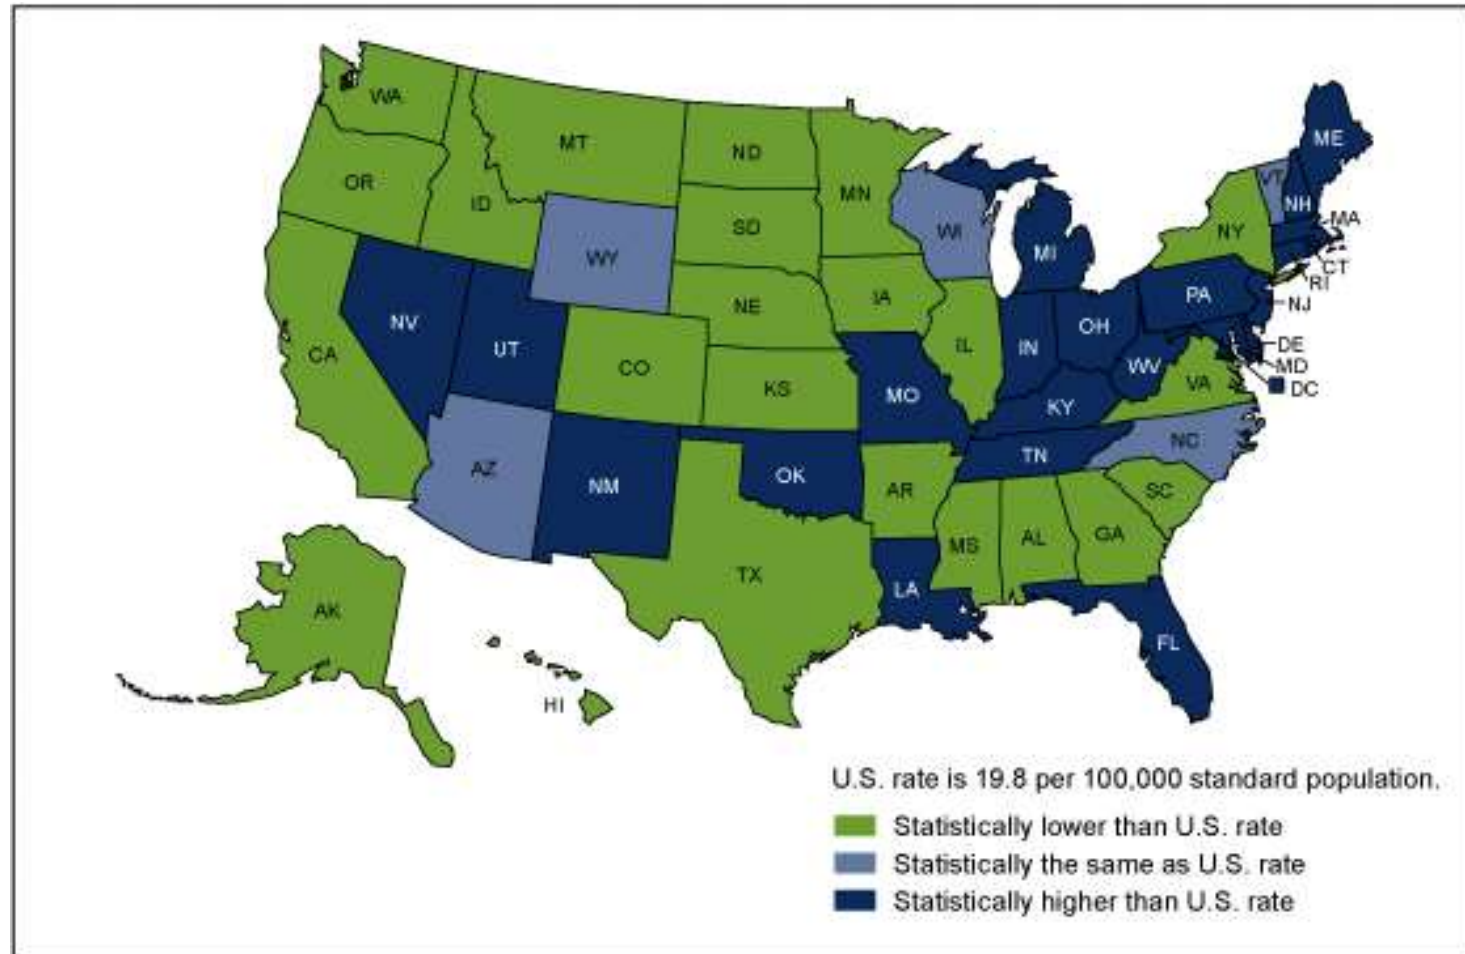 WA
MT
ND
MN
ME
VT
NH
OR
ID
SD
WI
MI
NY
MA
CT
RI
WY
NE
IA
PA
NJ
NV
UT
CO
KS
IL
IN
OH
WV
VA
DE
MD
DC
CA
MO
KY
AZ
NM
OK
AR
TN
NC
SC
TX
MS
AL
GA
LA
FL
AK
HI
U.S. rate is 19.8 per 100,000 standard population.
Statistically lower than U.S. rate
Statistically the same as U.S. rate
Statistically higher than U.S. rate